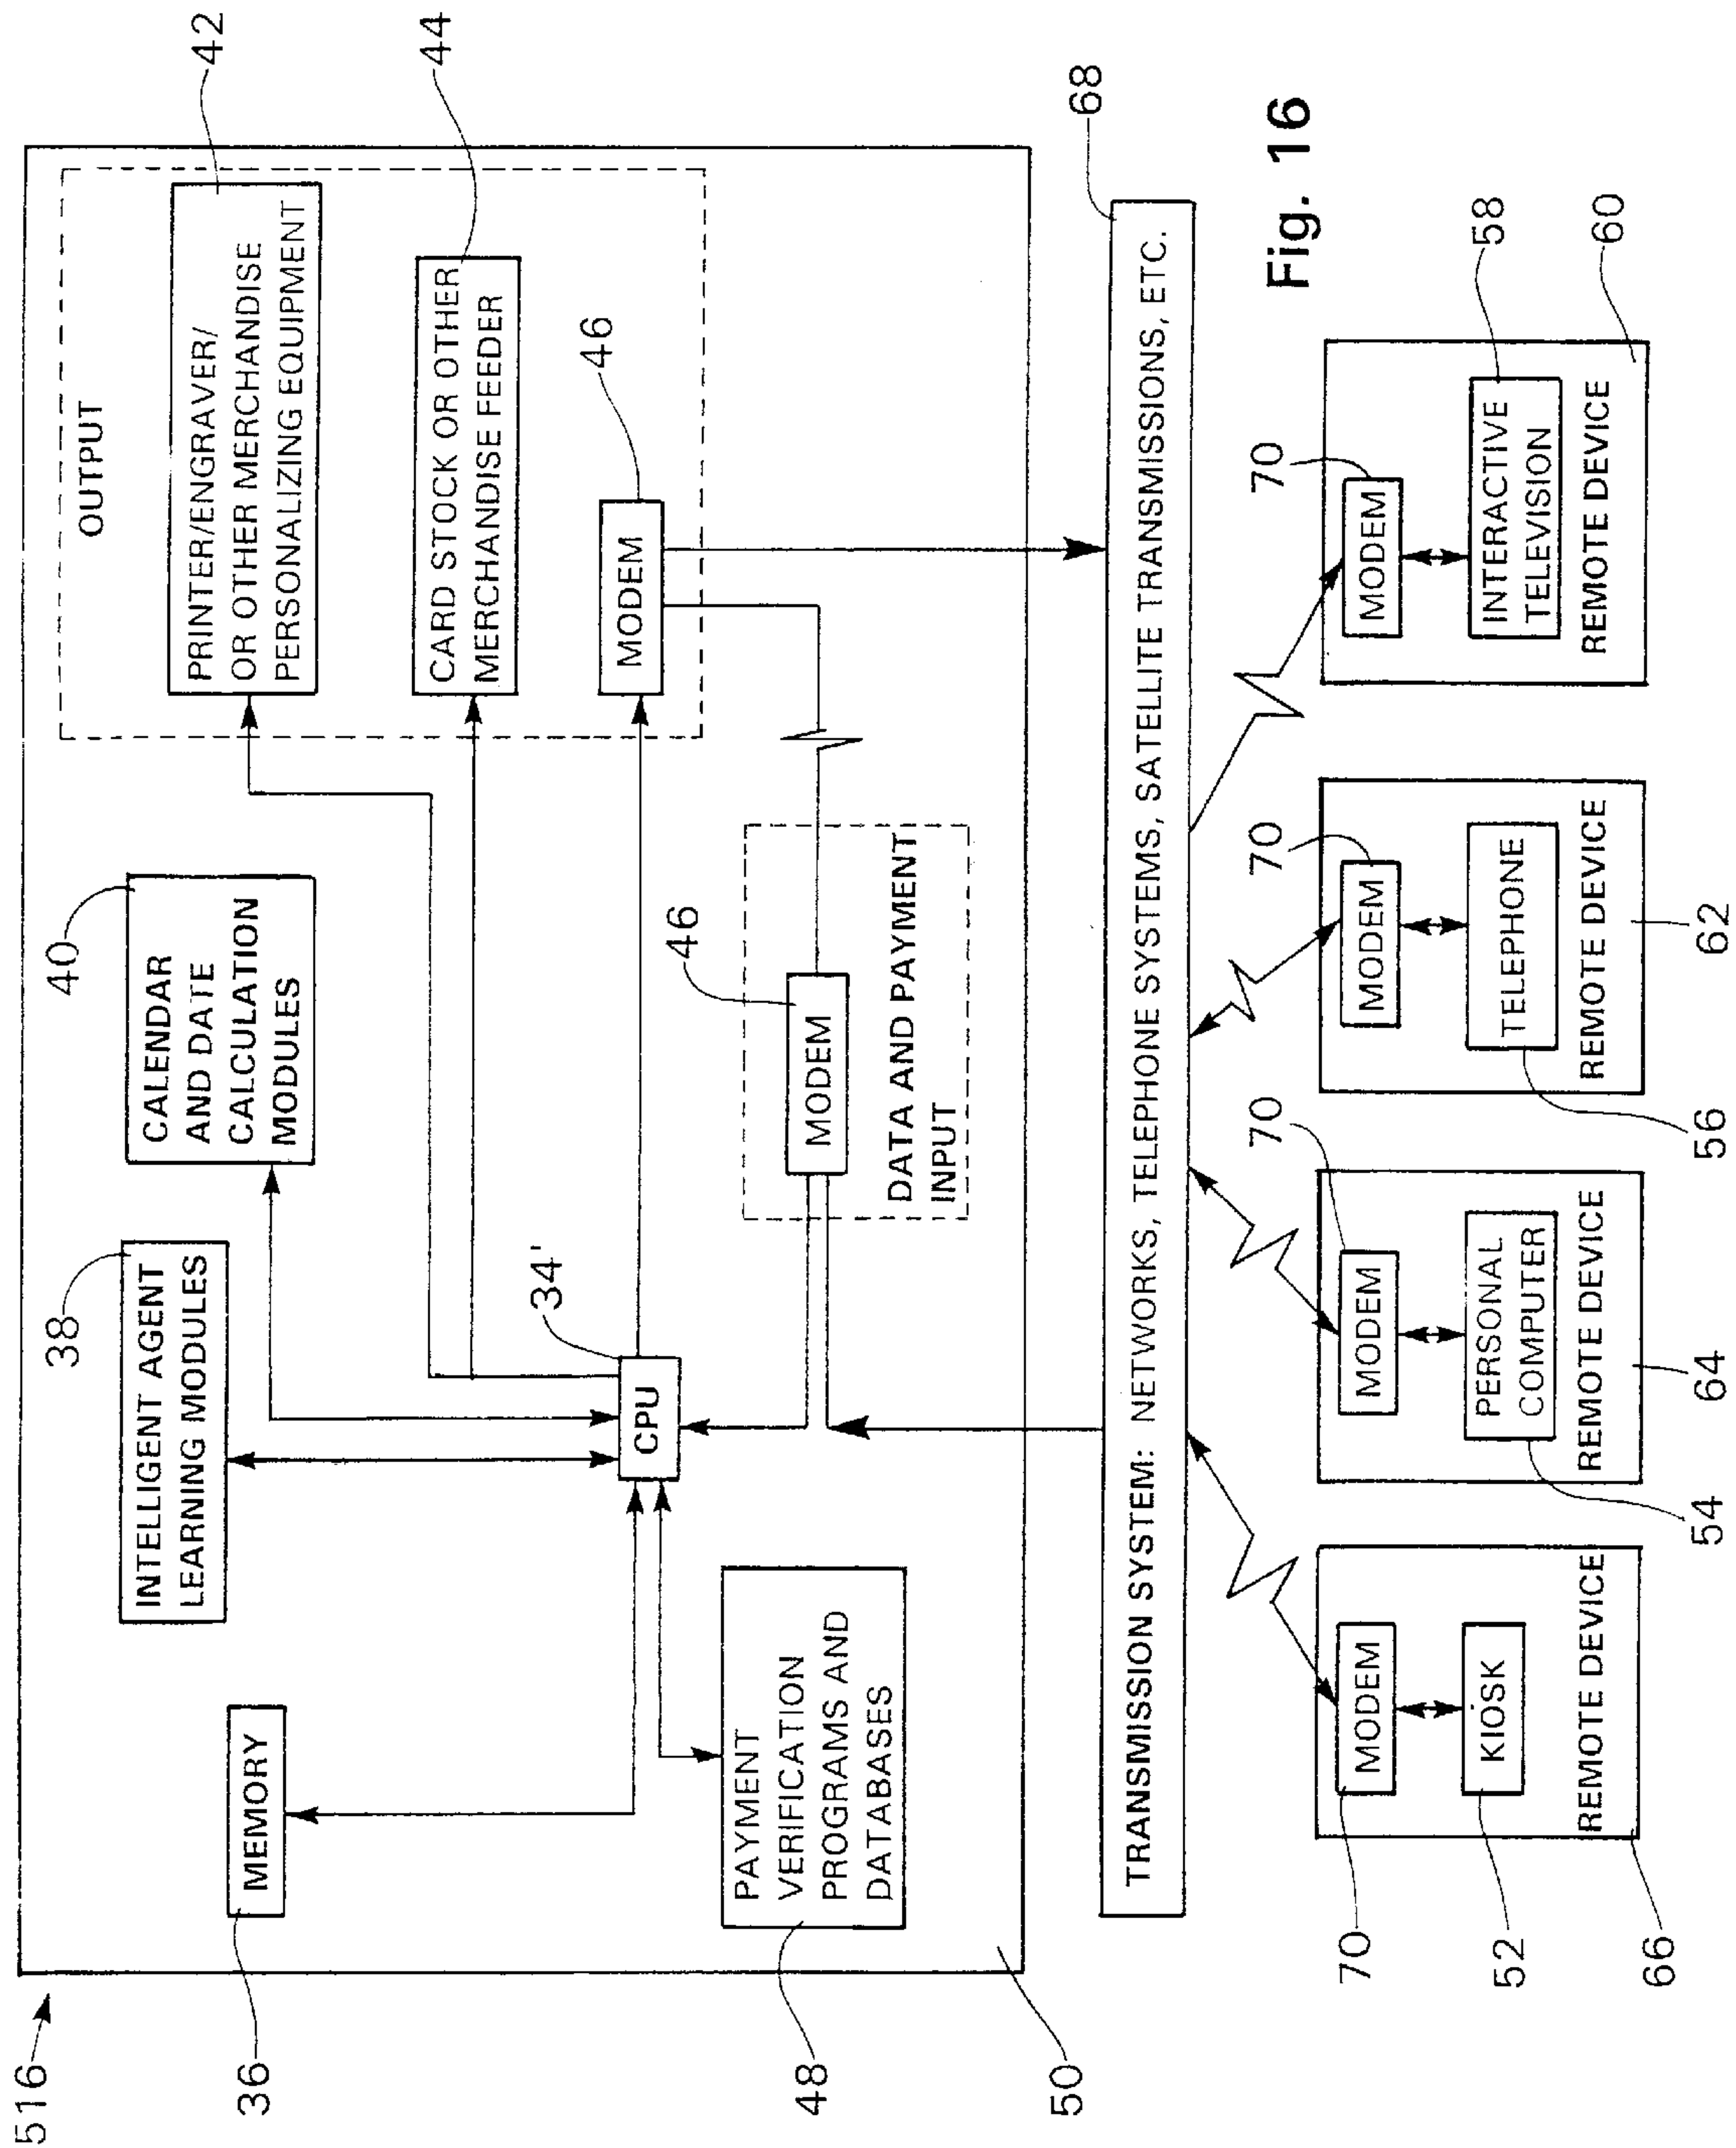 516
36
MEMORY
38
INTELLIGENT AGENT
LEARNING MODULES
40
CALENDAR
AND DATE
CALCULATION
MODULES
OUTPUT
PRINTER/ENGRAVER/
OR OTHER MERCHANDISE
PERSONALIZING EQUIPMENT
42
CARD STOCK OR OTHER
MERCHANDISE FEEDER
44
MODEM
46
34'
CPU
48
PAYMENT
VERIFICATION
PROGRAMS AND
DATABASES
46
MODEM
DATA AND PAYMENT
INPUT
50
TRANSMISSION SYSTEM: NETWORKS, TELEPHONE SYSTEMS, SATELLITE TRANSMISSIONS, ETC.
68
70
MODEM
KIOSK
52
REMOTE DEVICE
66
70
MODEM
PERSONAL
COMPUTER
54
REMOTE DEVICE
64
70
MODEM
TELEPHONE
56
REMOTE DEVICE
62
70
MODEM
INTERACTIVE
TELEVISION
58
REMOTE DEVICE
60
Fig. 16